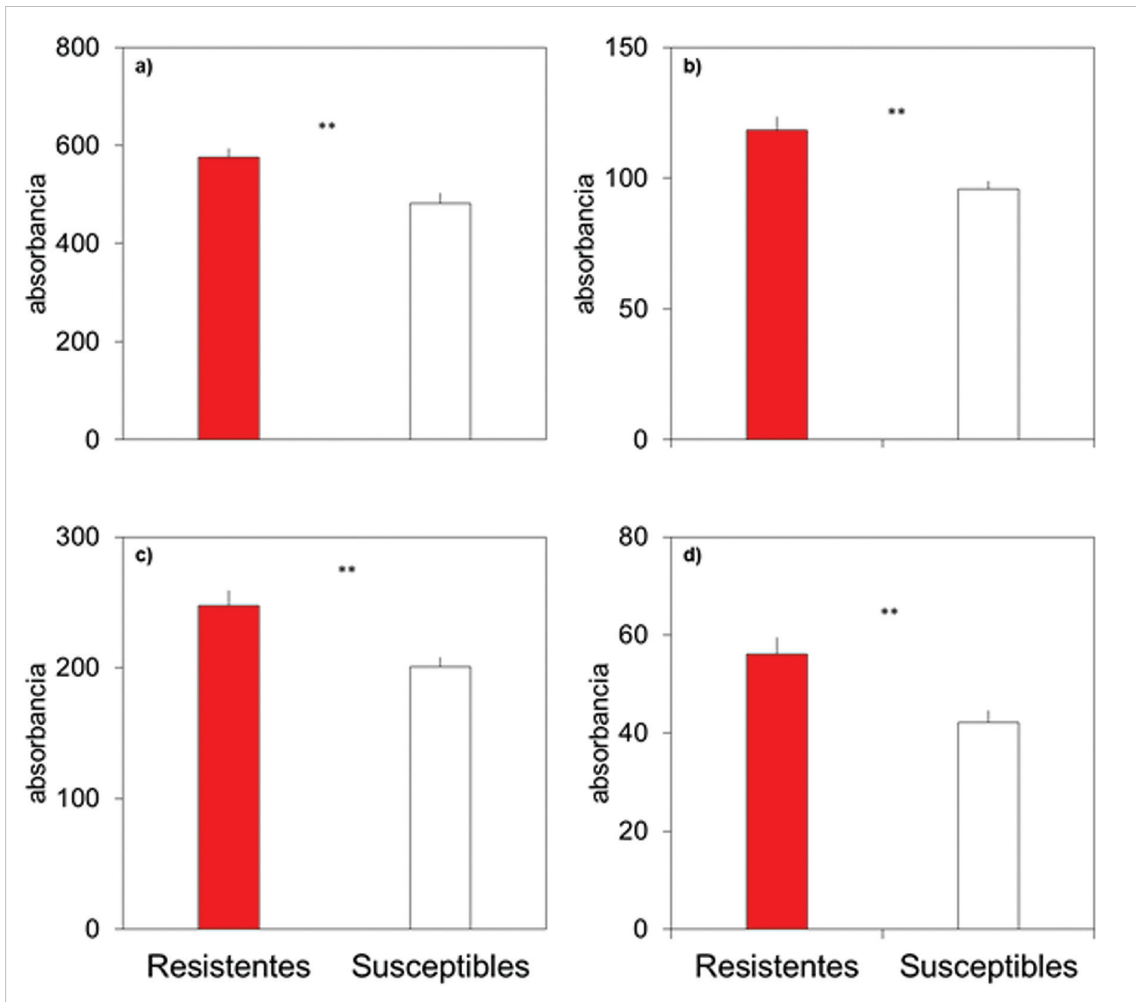 a)
**
800
600
400
200
0
absorbancia
b)
**
150
100
50
0
absorbancia
c)
**
300
200
100
0
absorbancia
Resistentes Susceptibles
d)
**
80
60
40
20
0
absorbancia
Resistentes Susceptibles